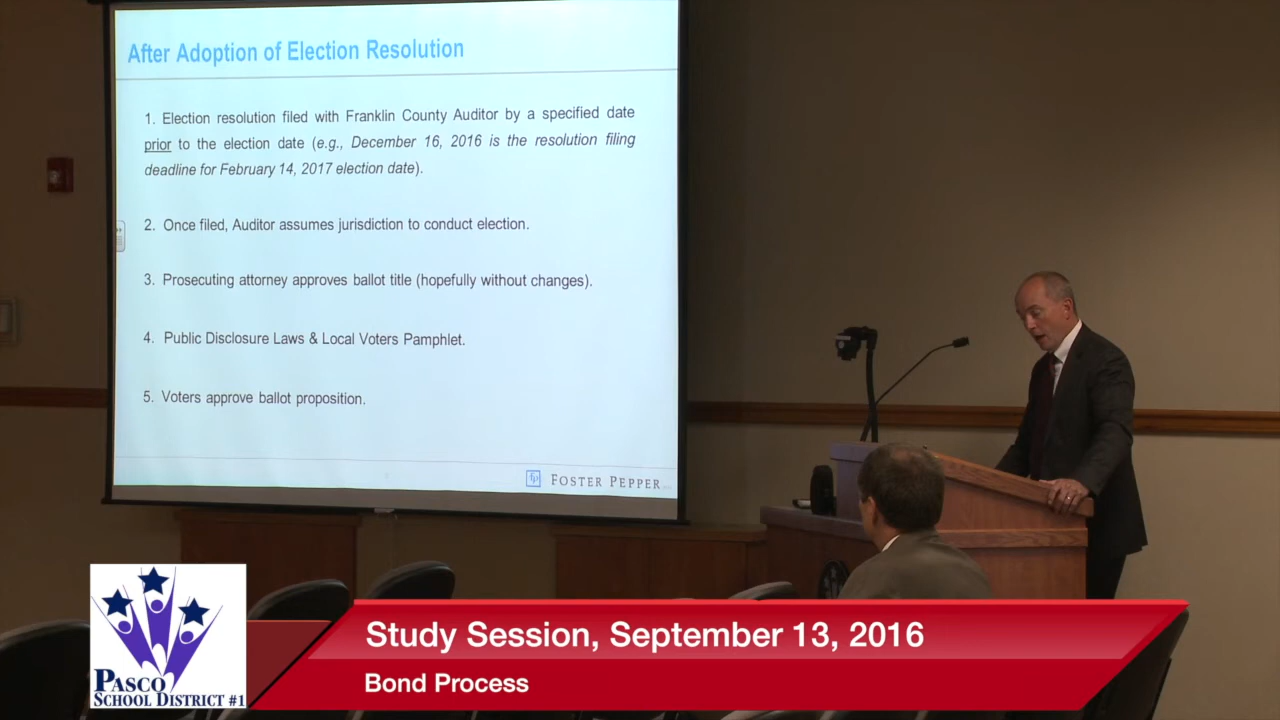 After Adoption of Election Resolution
1. Election resolution filed with Franklin County Auditor by a specified date
prior to the election date (e.g., December 16, 2016 is the resolution filing
deadline for February 14, 2017 election date).
2. Once filed, Auditor assumes jurisdiction to conduct election.
3. Prosecuting attorney approves ballot title (hopefully without changes).
4. Public Disclosure Laws & Local Voters Pamphlet.
5. Voters approve ballot proposition.
fp FOSTER PEPPER
Study Session, September 13, 2016
Bond Process
PASCO
SCHOOL DISTRICT #1